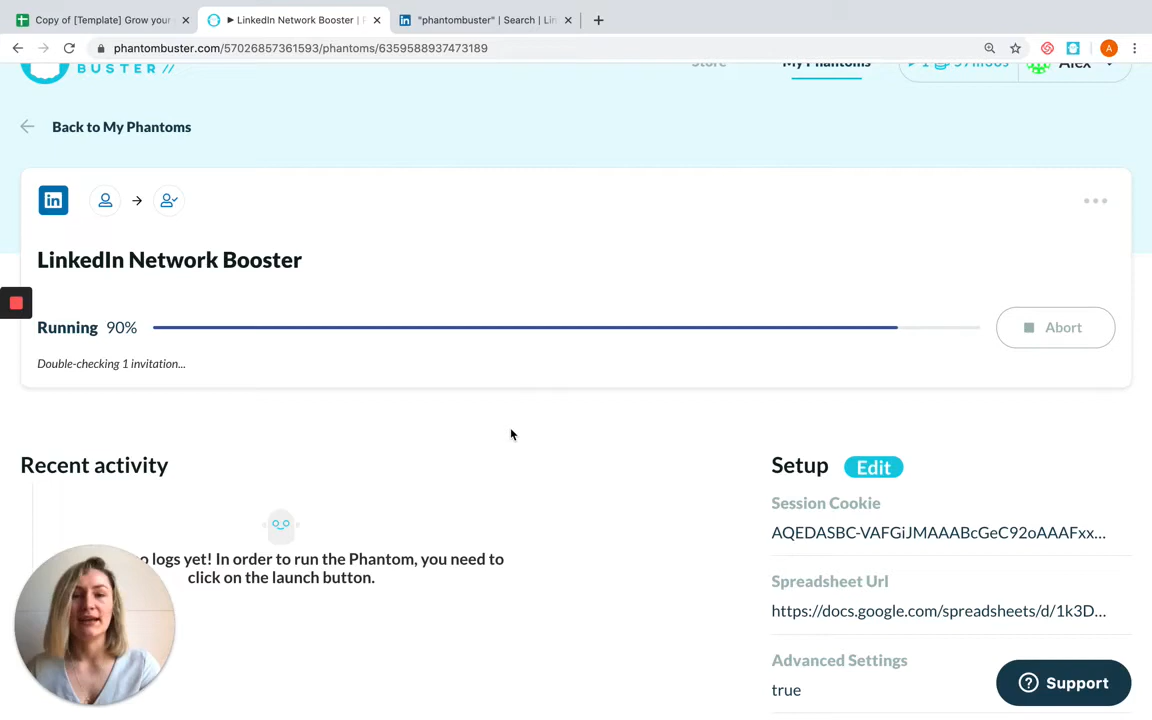 Copy of [Template] Grow your
LinkedIn Network Booster |
"phantombuster" | Search | Lin
phantombuster.com/57026857361593/phantoms/6359588937473189
A
BUSTER //
Store
My Phantoms
1
Alex
Back to My Phantoms
in
LinkedIn Network Booster
Running 90%
Abort
Double-checking 1 invitation...
Recent activity
Setup Edit
Session Cookie
logs yet! In order to run the Phantom, you need to
click on the launch button.
AQEDASBC-VAFGiJMAAABcGeC92oAAAFxx...
Spreadsheet Url
https://docs.google.com/spreadsheets/d/1k3D...
Advanced Settings
true
Support